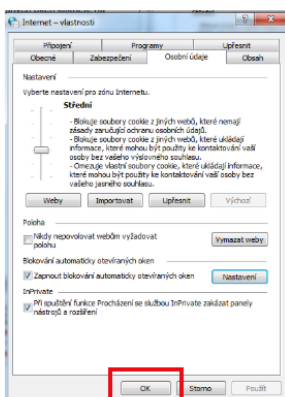 Internet – vlastnosti
Připojení Programy Upřesnit
Obecné Zabezpečení Osobní údaje Obsah
Nastavení
Vyberte nastavení pro zónu Internetu.
Střední
- Blokuje soubory cookie z jiných webů, které nemají
zásady zaručující ochranu osobních údajů.
- Blokuje soubory cookie z jiných webů, které ukládají
informace, které mohou být použity ke kontaktování vaší
osoby bez vašeho výslovného souhlasu.
- Omezuje vlastní soubory cookie, které ukládají informace,
které mohou být použity ke kontaktování vaší osoby bez
vašeho jasného souhlasu.
Weby Importovat Upřesnit Výchozí
Poloha
Nikdy nepovolovat webům vyžadovat
polohu
Vymazat weby
Blokování automaticky otevíraných oken
Zapnout blokování automaticky otevíraných oken Nastavení
InPrivate
Při spuštění funkce Procházení se službou InPrivate zakázat panely
nástrojů a rozšíření
OK Storno Použít